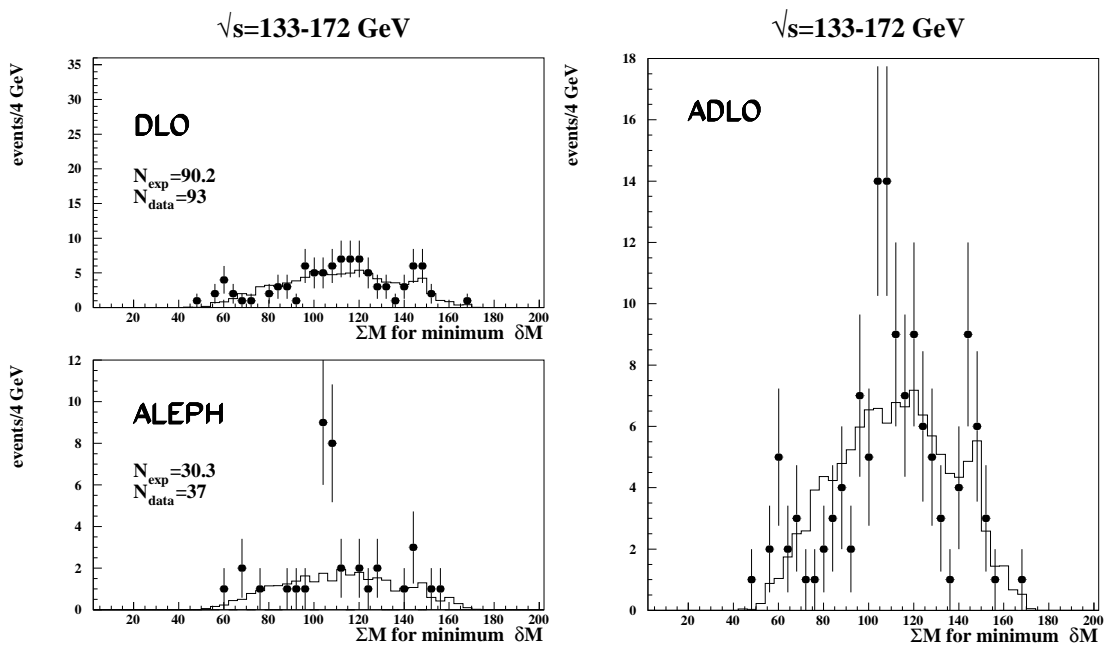 √s=133-172 GeV
events/4 GeV
35
30
25
20
15
10
5
0
DLO
N_exp=90.2
N_data=93
20 40 60 80 100 120 140 160 180 200
ΣM for minimum δM
events/4 GeV
12
10
8
6
4
2
0
ALEPH
N_exp=30.3
N_data=37
20 40 60 80 100 120 140 160 180 200
ΣM for minimum δM
√s=133-172 GeV
events/4 GeV
18
16
14
12
10
8
6
4
2
0
ADLO
20 40 60 80 100 120 140 160 180 200
ΣM for minimum δM